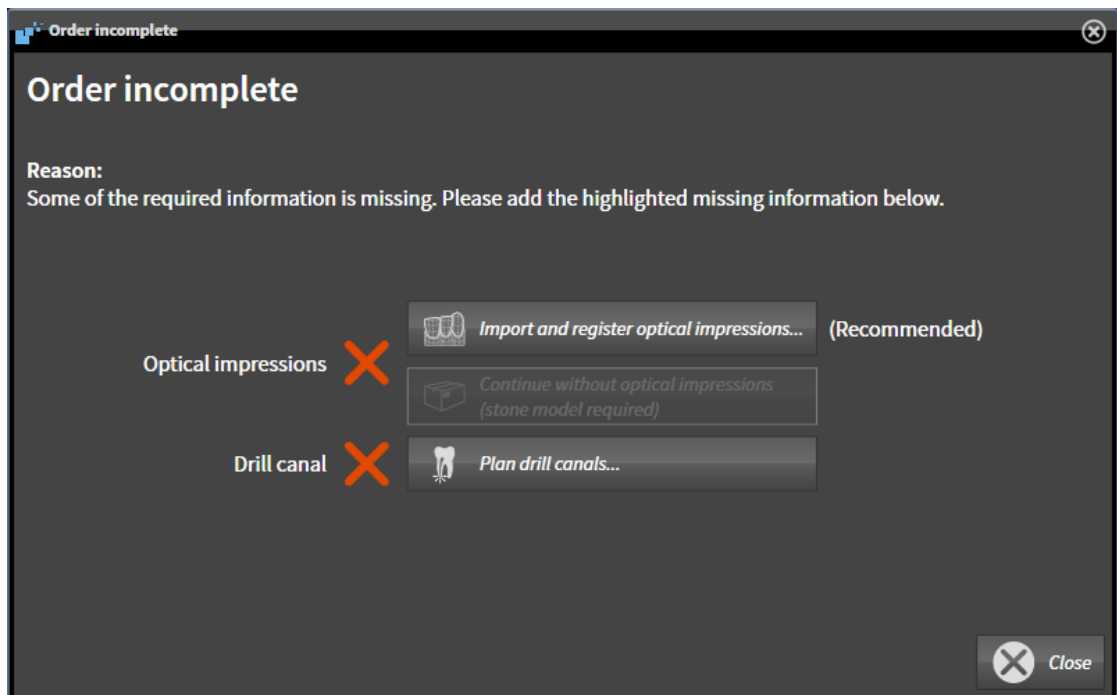 Order incomplete
Order incomplete
Reason:
Some of the required information is missing. Please add the highlighted missing information below.
Optical impressions
Import and register optical impressions...
(Recommended)
Continue without optical impressions
(stone model required)
Drill canal
Plan drill canals...
Close